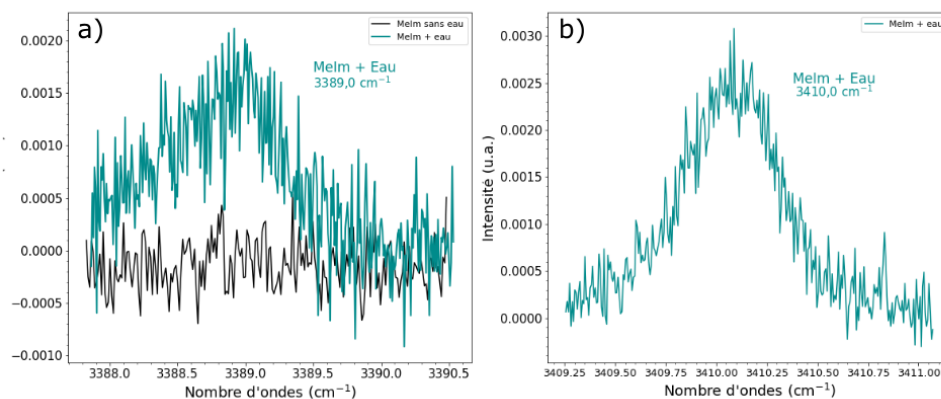 a)
MeIm sans eau
MeIm + eau
MeIm + Eau
3389,0 cm⁻¹
0.0020
0.0015
0.0010
0.0005
0.0000
−0.0005
−0.0010
3388.0 3388.5 3389.0 3389.5 3390.0 3390.5
Nombre d'ondes (cm⁻¹)
b)
MeIm + eau
MeIm + Eau
3410,0 cm⁻¹
Intensité (u.a.)
0.0030
0.0025
0.0020
0.0015
0.0010
0.0005
0.0000
3409.25 3409.50 3409.75 3410.00 3410.25 3410.50 3410.75 3411.00
Nombre d'ondes (cm⁻¹)